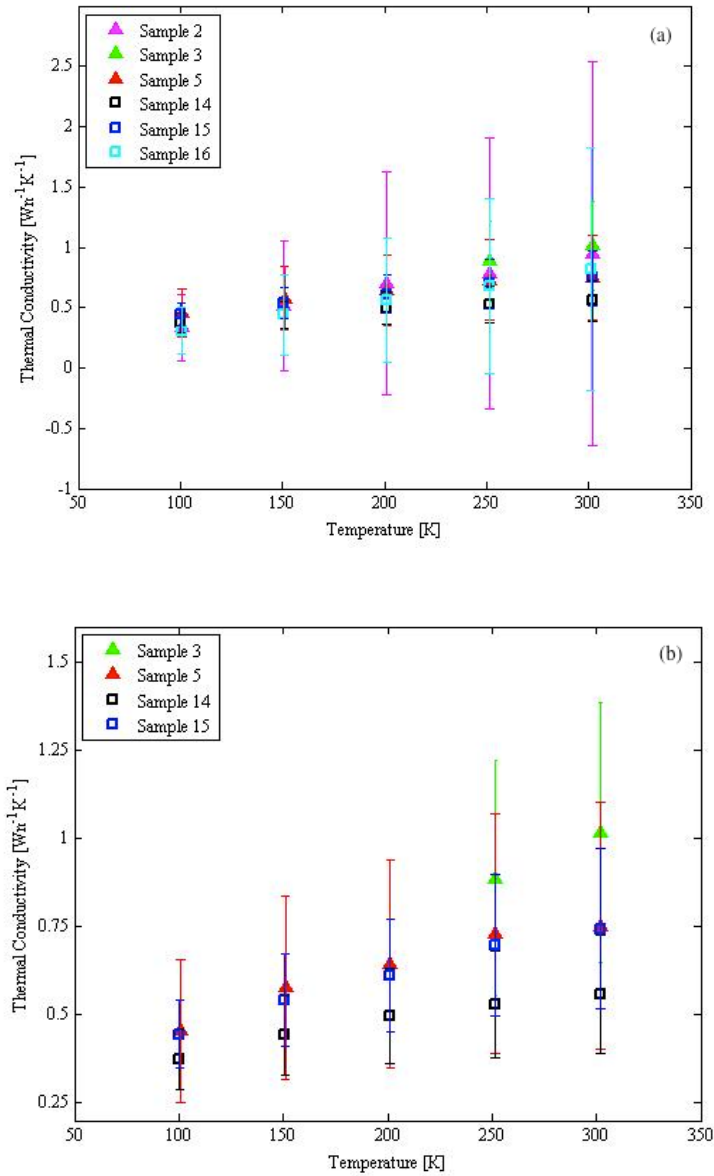 (a)
Sample 2
Sample 3
Sample 5
Sample 14
Sample 15
Sample 16
Thermal Conductivity [Wn-1K-1]
2.5
2
1.5
1
0.5
0
-0.5
-1
50 100 150 200 250 300 350
Temperature [K]
(b)
Sample 3
Sample 5
Sample 14
Sample 15
Thermal Conductivity [Wn-1K-1]
1.5
1.25
1
0.75
0.5
0.25
50 100 150 200 250 300 350
Temperature [K]